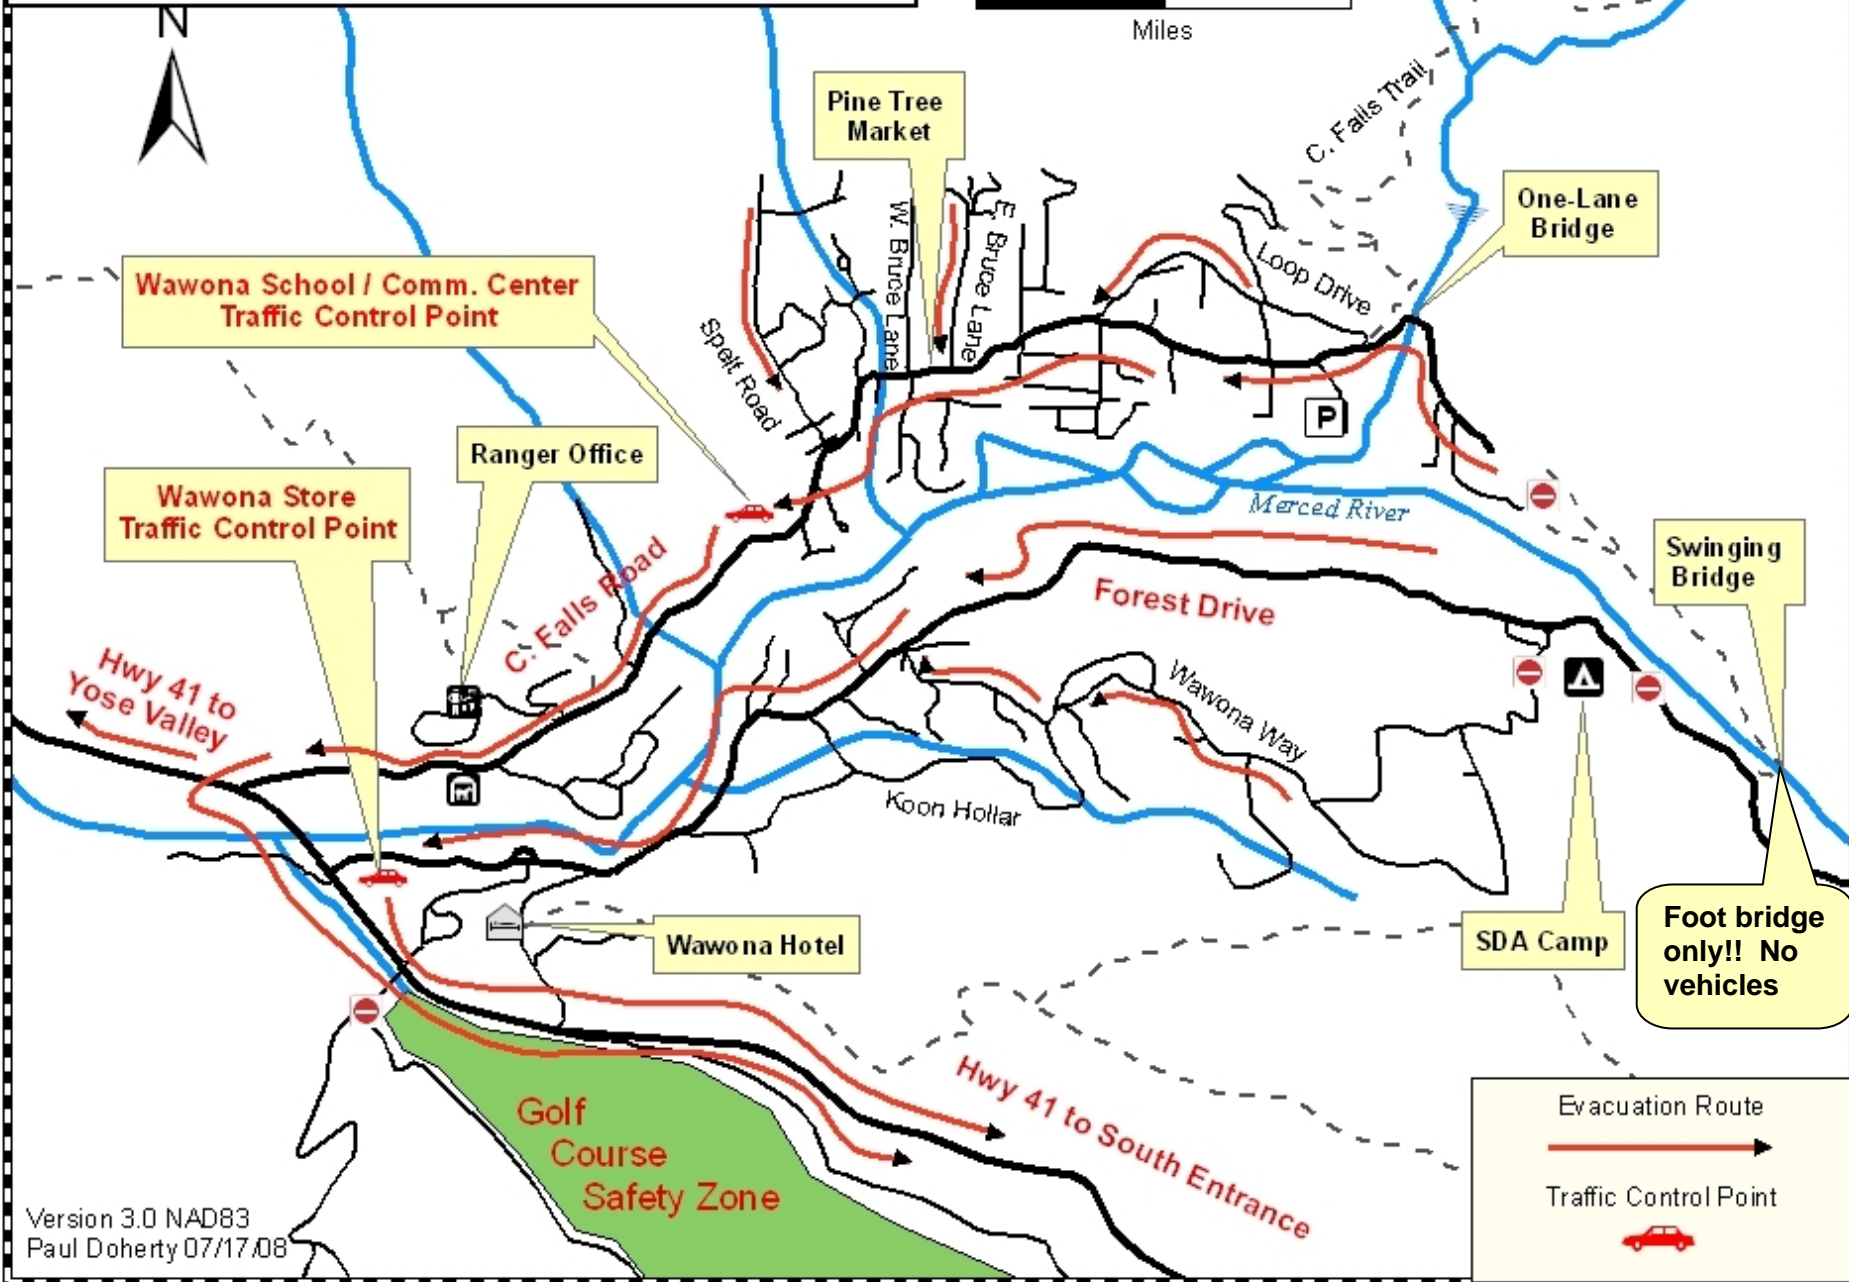 N
Miles
Pine Tree
Market
C. Falls Trail
One-Lane
Bridge
W. Bruce Lane
E. Bruce Lane
Loop Drive
Wawona School / Comm. Center
Traffic Control Point
Spelt Road
P
Ranger Office
Wawona Store
Traffic Control Point
Merced River
Swinging
Bridge
C. Falls Road
Forest Drive
Hwy 41 to
Yose Valley
Wawona Way
Koon Hollar
Wawona Hotel
SDA Camp
Foot bridge
only!! No
vehicles
Hwy 41 to South Entrance
Golf
Course
Safety Zone
Evacuation Route
Traffic Control Point
Version 3.0 NAD83
Paul Doherty 07/17/08